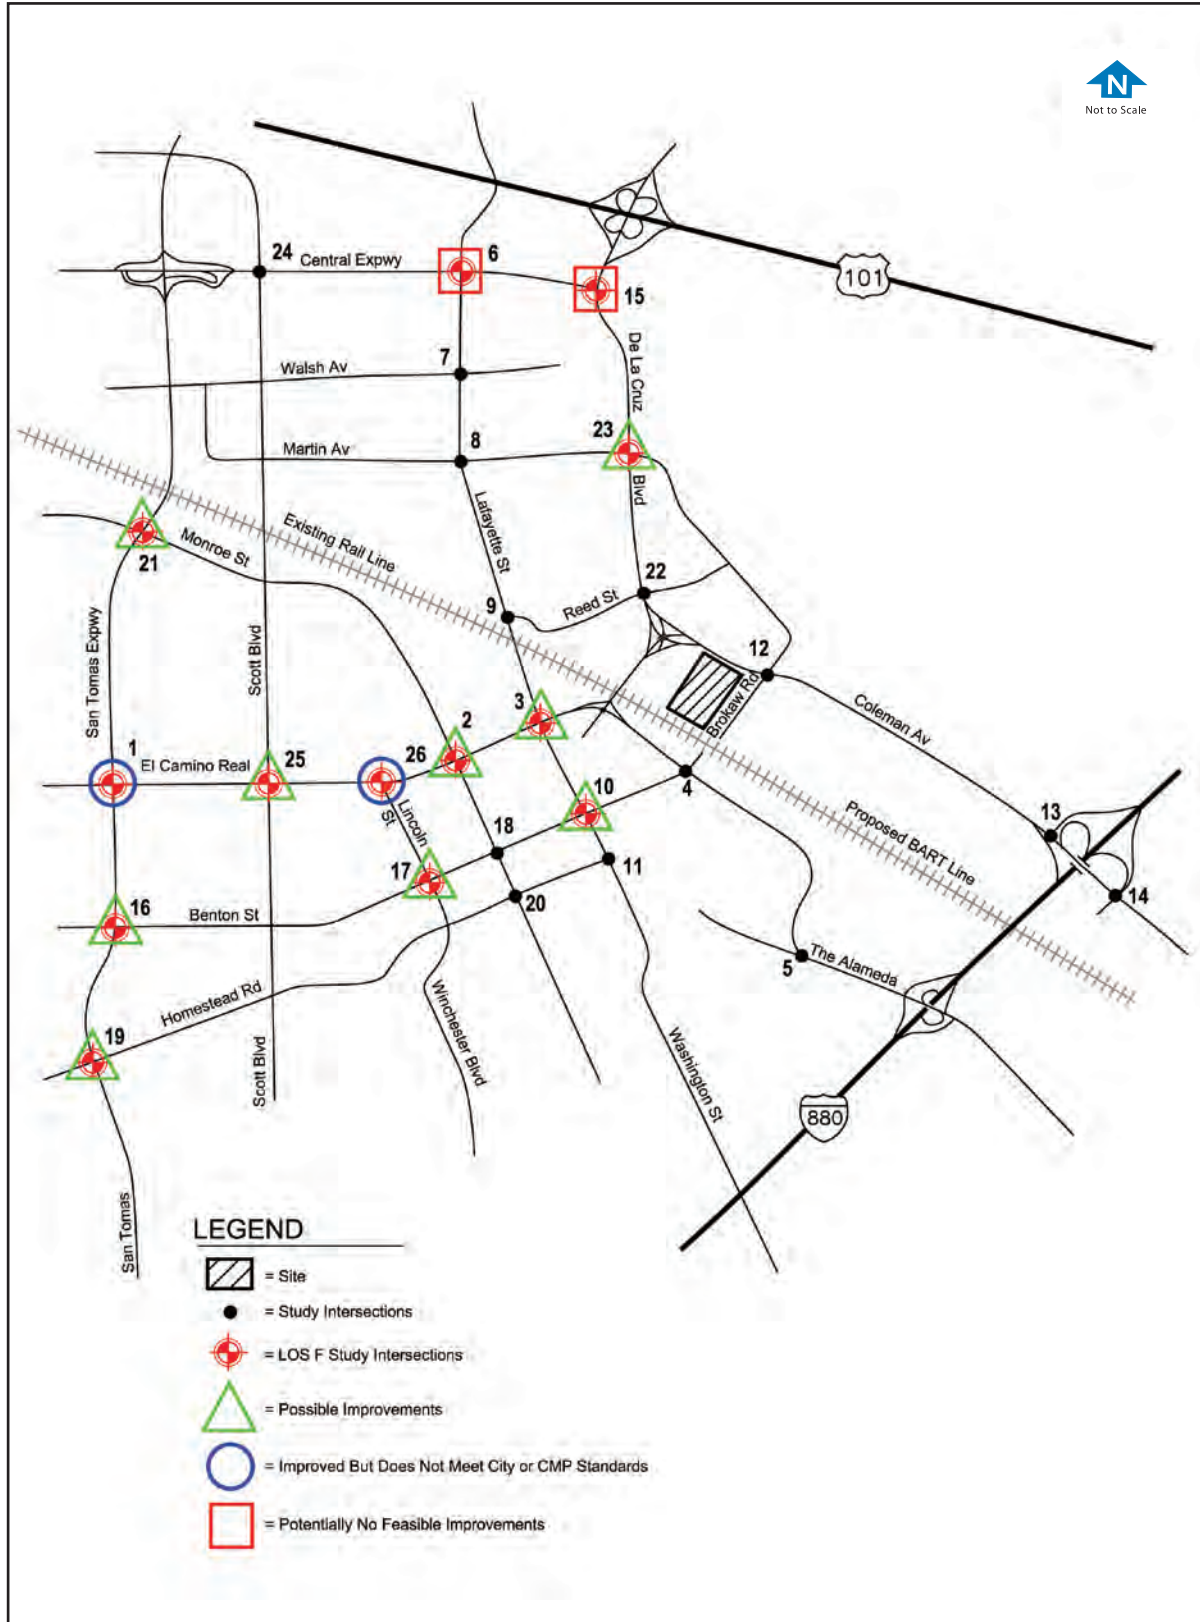 N
Not to Scale
24
Central Expwy
6
101
15
7
De La Cruz
Walsh Av
23
8
Martin Av
Blvd
Lafayette St
Existing Rail Line
Monroe St
21
22
9
Reed St
San Tomas Expwy
Scott Blvd
12
Brokaw Rd
Coleman Av
3
2
1
El Camino Real
25
26
4
Lincoln
St
10
Proposed BART Line
13
18
17
11
14
20
16
Benton St
5
The Alameda
Homestead Rd
Winchester Blvd
19
Scott Blvd
Washington St
880
San Tomas
LEGEND
= Site
= Study Intersections
= LOS F Study Intersections
= Possible Improvements
= Improved But Does Not Meet City or CMP Standards
= Potentially No Feasible Improvements